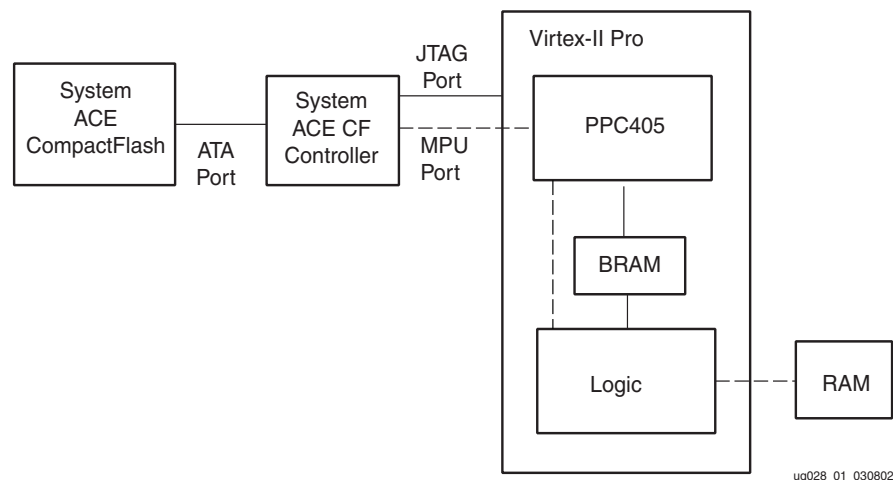 Virtex-II Pro
JTAG
Port
System
ACE
CompactFlash
ATA
Port
System
ACE CF
Controller
MPU
Port
PPC405
BRAM
Logic
RAM
ug028_01_030802